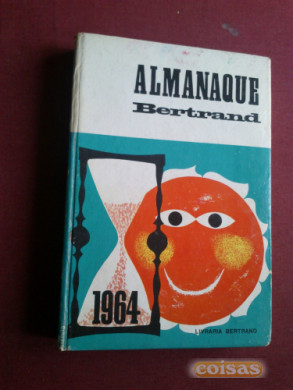 ALMANAQUE
Bertrand
1964
LIVRARIA BERTRAND
coisas